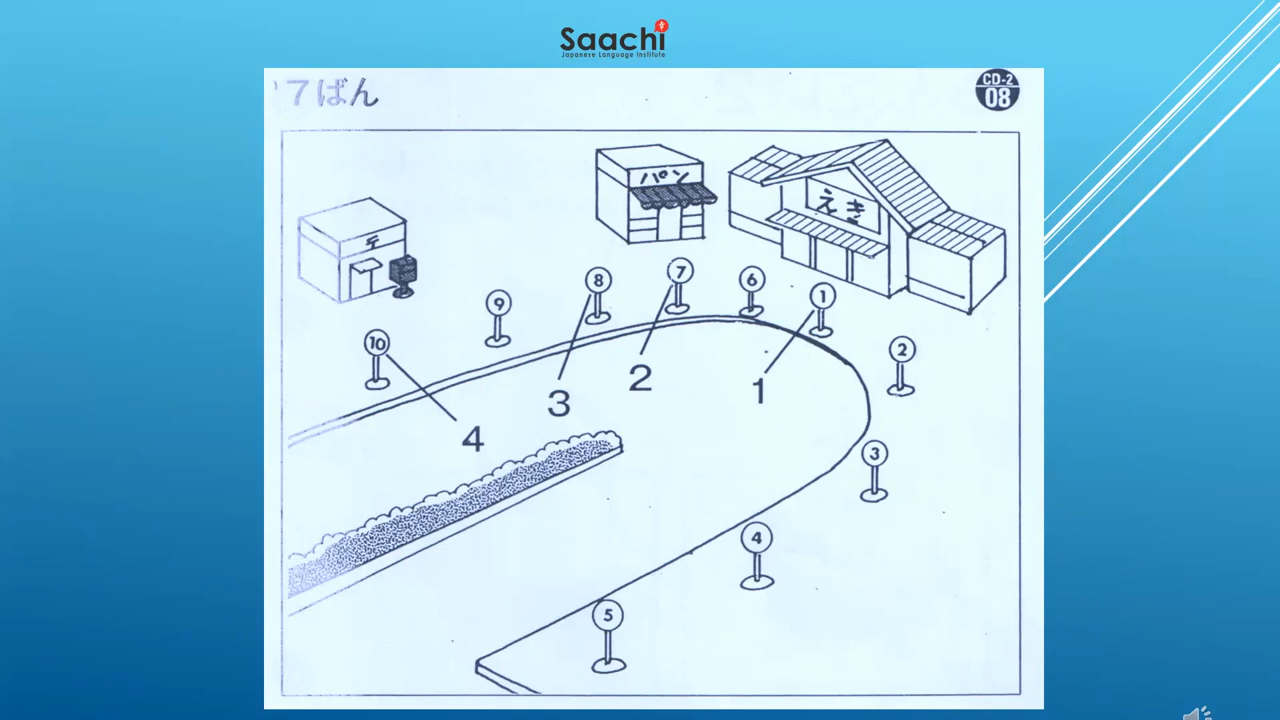 Saachi
Japanese Language Institute
7ばん
CD-2
08
パン
えき
〒
8
7
6
1
9
10
2
3
2
1
4
3
4
5